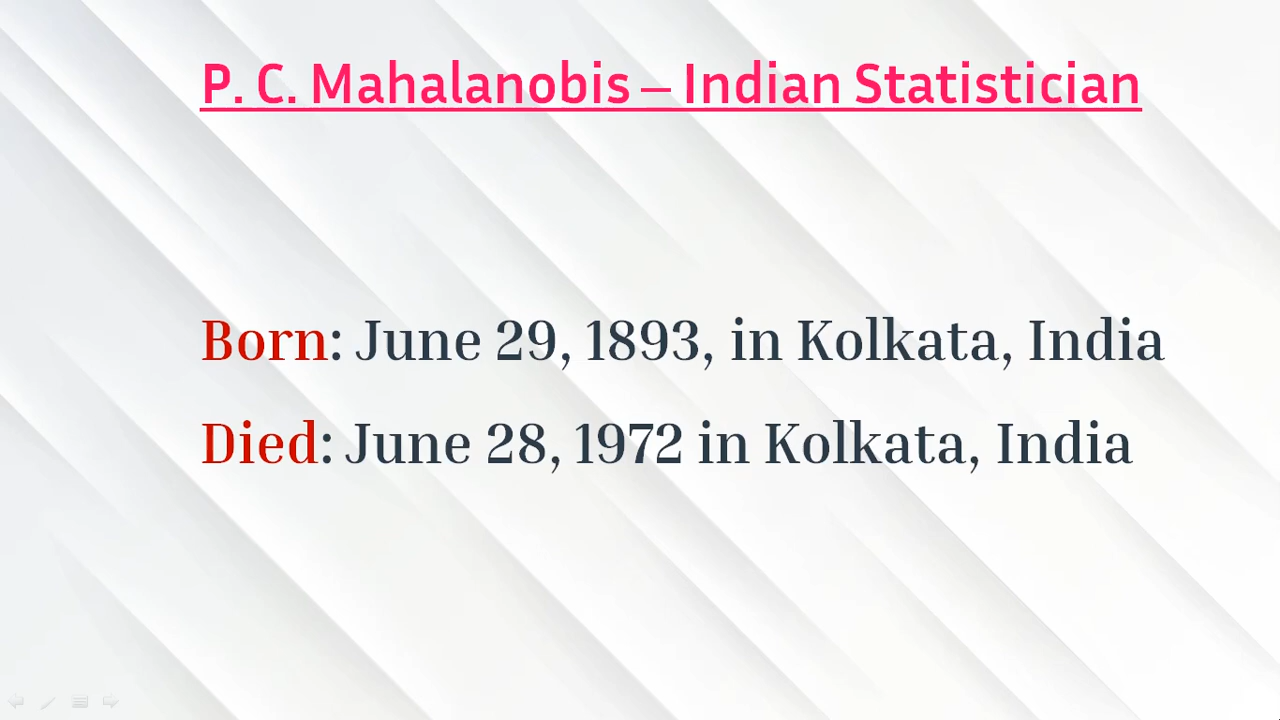 P. C. Mahalanobis – Indian Statistician
Born: June 29, 1893, in Kolkata, India
Died: June 28, 1972 in Kolkata, India